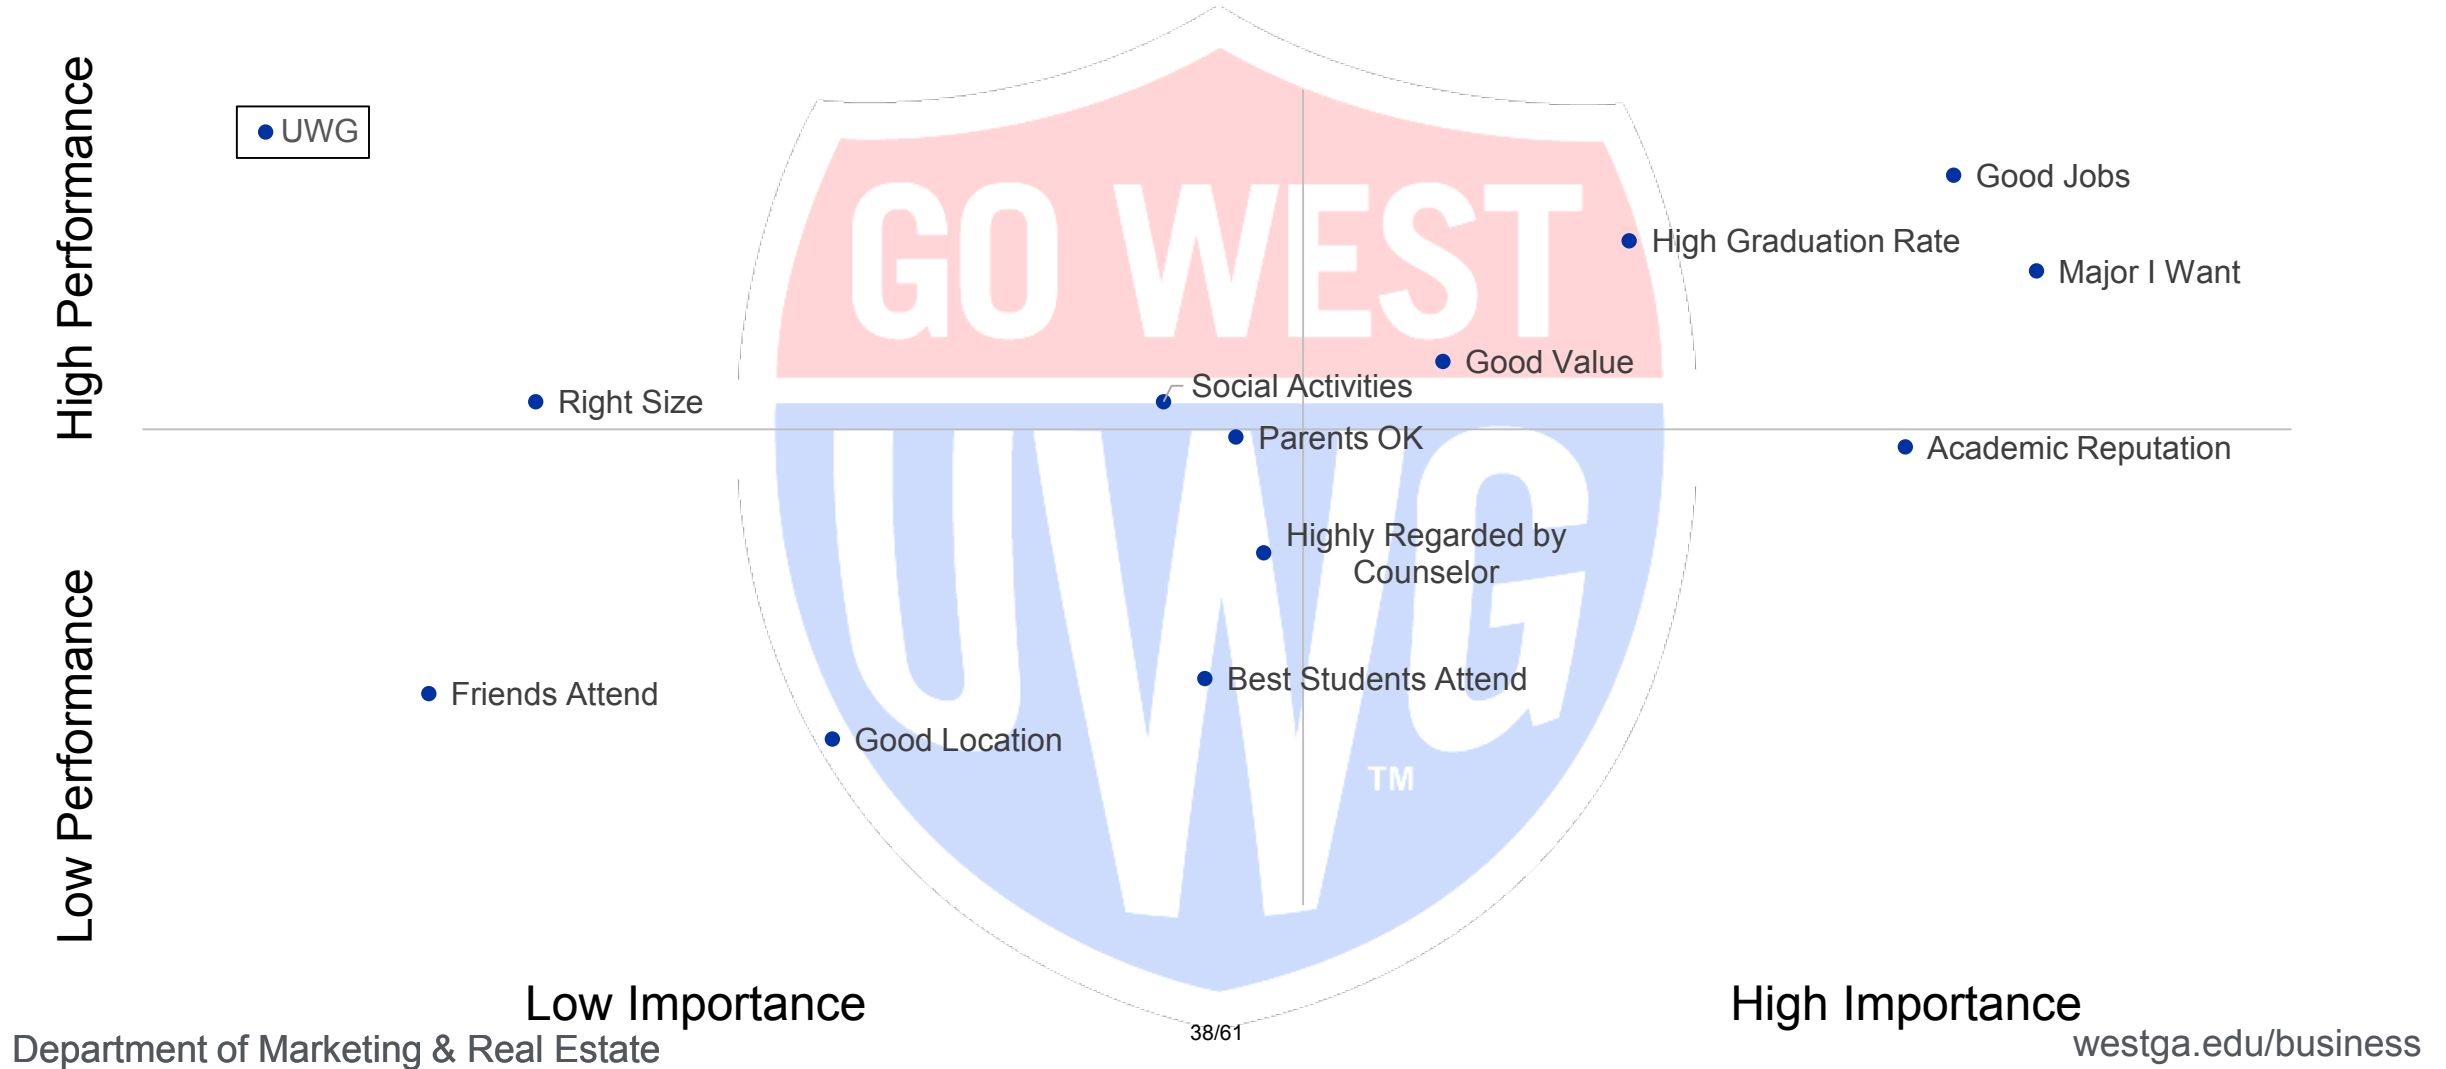 High Performance
UWG
GO WEST
Good Jobs
High Graduation Rate
Major I Want
Good Value
Social Activities
Right Size
Parents OK
Academic Reputation
UWG
Highly Regarded by
Counselor
Low Performance
Best Students Attend
Friends Attend
Good Location
TM
Low Importance
High Importance
38/61
Department of Marketing & Real Estate
westga.edu/business